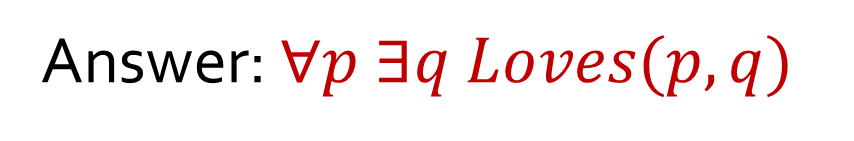 Answer: ∀p ∃q Loves(p, q)